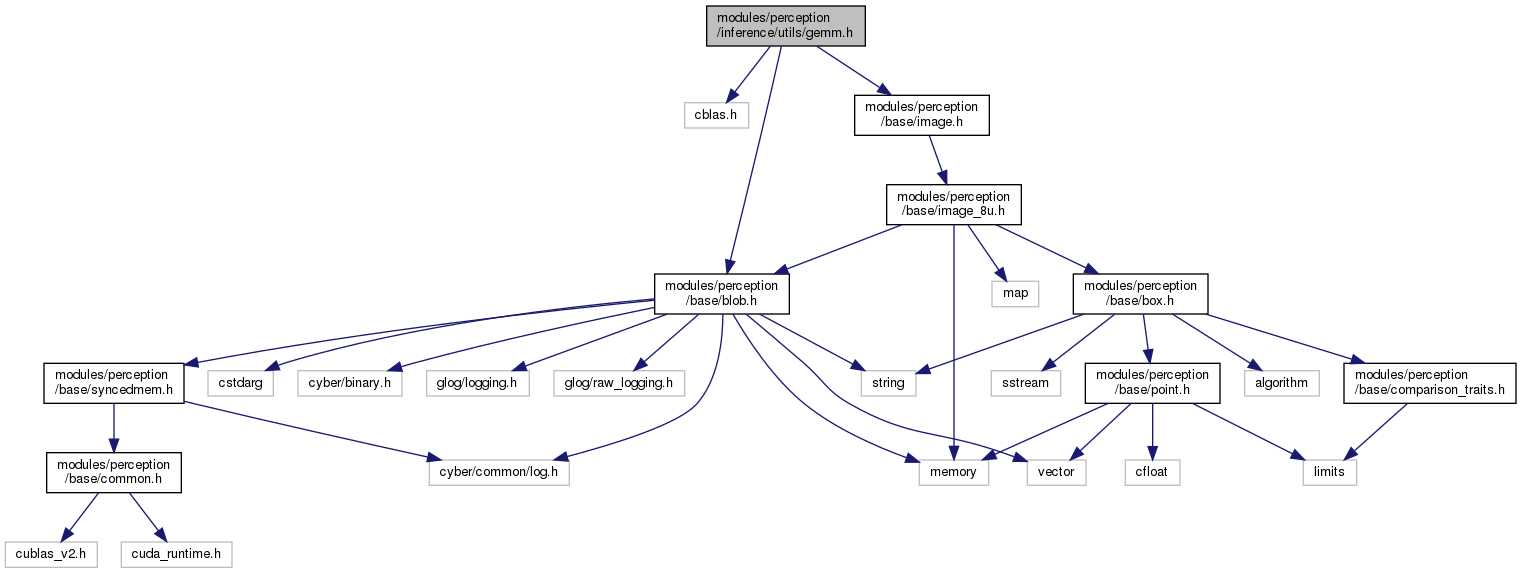 modules/perception
/inference/utils/gemm.h
cblas.h
modules/perception
/base/image.h
modules/perception
/base/image_8u.h
modules/perception
/base/blob.h
map
modules/perception
/base/box.h
modules/perception
/base/syncedmem.h
cstdarg
cyber/binary.h
glog/logging.h
glog/raw_logging.h
string
sstream
modules/perception
/base/point.h
algorithm
modules/perception
/base/comparison_traits.h
modules/perception
/base/common.h
cyber/common/log.h
memory
vector
cfloat
limits
cublas_v2.h
cuda_runtime.h